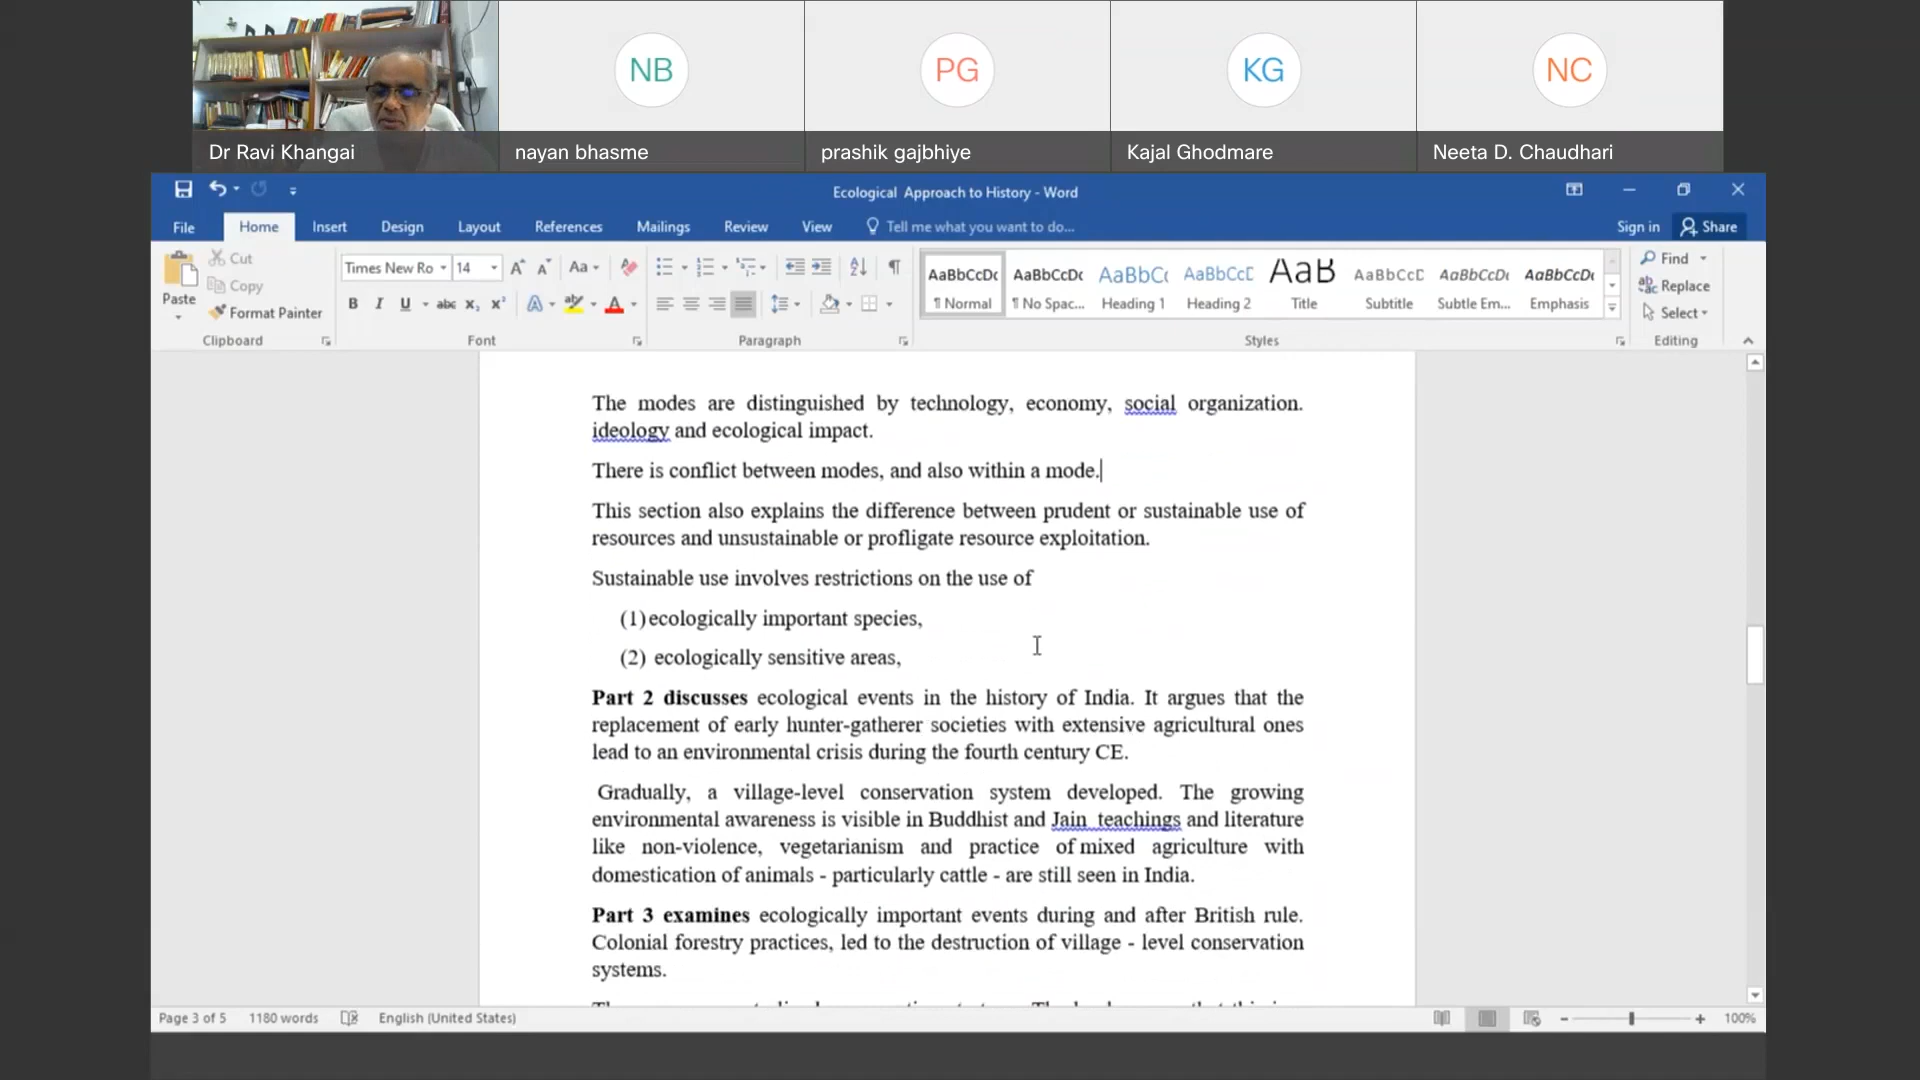 NB
PG
KG
NC
Dr Ravi Khangai
nayan bhasme
prashik gajbhiye
Kajal Ghodmare
Neeta D. Chaudhari
Ecological Approach to History - Word
File Home Insert Design Layout References Mailings Review View Tell me what you want to do...
Sign in Share
Paste
Cut
Copy
Format Painter
Times New Ro 14
AaBbCcDc AaBbCcDc AaBbC( AaBbCcE AaB AaBbCcD AaBbCcDi AaBbCcDi
¶ Normal ¶ No Spac... Heading 1 Heading 2 Title Subtitle Subtle Em... Emphasis
Find
Replace
Select
Clipboard Font Paragraph Styles Editing
The modes are distinguished by technology, economy, social organization.
ideology and ecological impact.
There is conflict between modes, and also within a mode.
This section also explains the difference between prudent or sustainable use of
resources and unsustainable or profligate resource exploitation.
Sustainable use involves restrictions on the use of
(1) ecologically important species,
(2) ecologically sensitive areas,
Part 2 discusses ecological events in the history of India. It argues that the
replacement of early hunter-gatherer societies with extensive agricultural ones
lead to an environmental crisis during the fourth century CE.
Gradually, a village-level conservation system developed. The growing
environmental awareness is visible in Buddhist and Jain teachings and literature
like non-violence, vegetarianism and practice of mixed agriculture with
domestication of animals - particularly cattle - are still seen in India.
Part 3 examines ecologically important events during and after British rule.
Colonial forestry practices, led to the destruction of village - level conservation
systems.
Page 3 of 5 1180 words English (United States) 100%